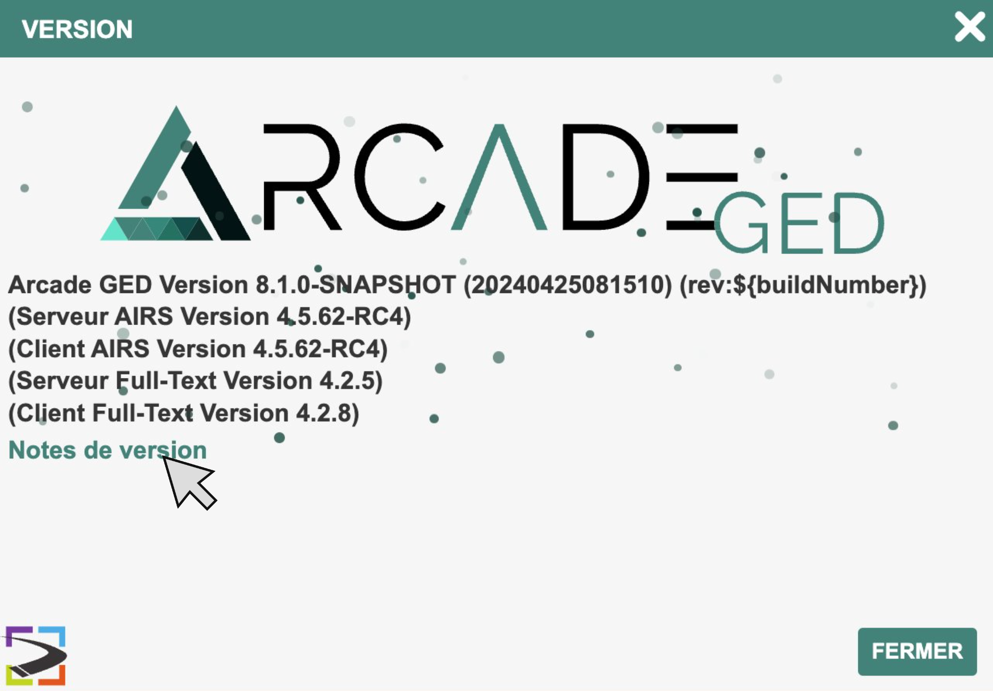 VERSION
ARCADE
GED
Arcade GED Version 8.1.0-SNAPSHOT (20240425081510) (rev:${buildNumber})
(Serveur AIRS Version 4.5.62-RC4)
(Client AIRS Version 4.5.62-RC4)
(Serveur Full-Text Version 4.2.5)
(Client Full-Text Version 4.2.8)
Notes de version
FERMER